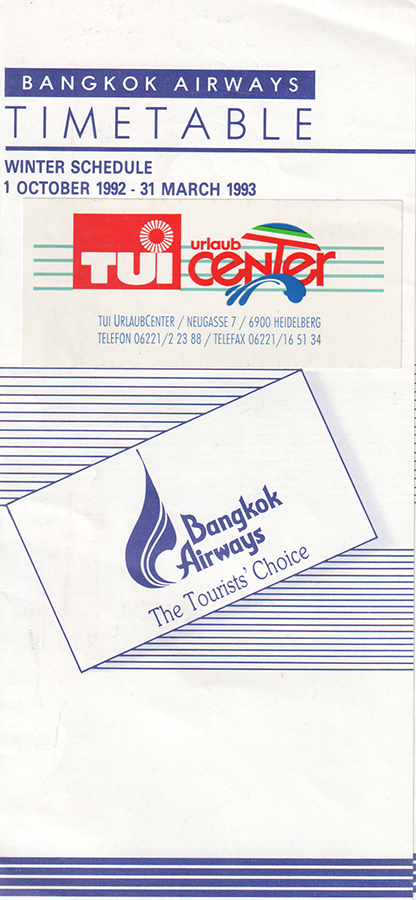 BANGKOK AIRWAYS
TIMETABLE
WINTER SCHEDULE
1 OCTOBER 1992 - 31 MARCH 1993
TUI
urlaub
center
TUI URLAUBCENTER / NEUGASSE 7 / 6900 HEIDELBERG
TELEFON 06221/2 23 88 / TELEFAX 06221/16 51 34
Bangkok
Airways
The Tourists' Choice